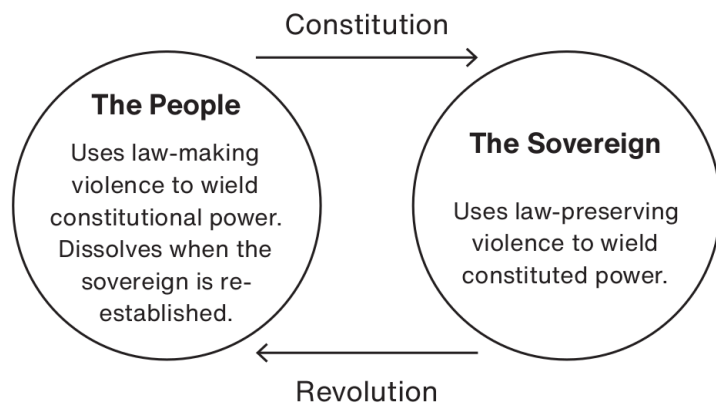 Constitution
The People
Uses law-making
violence to wield
constitutional power.
Dissolves when the
sovereign is re-
established.
The Sovereign
Uses law-preserving
violence to wield
constituted power.
Revolution